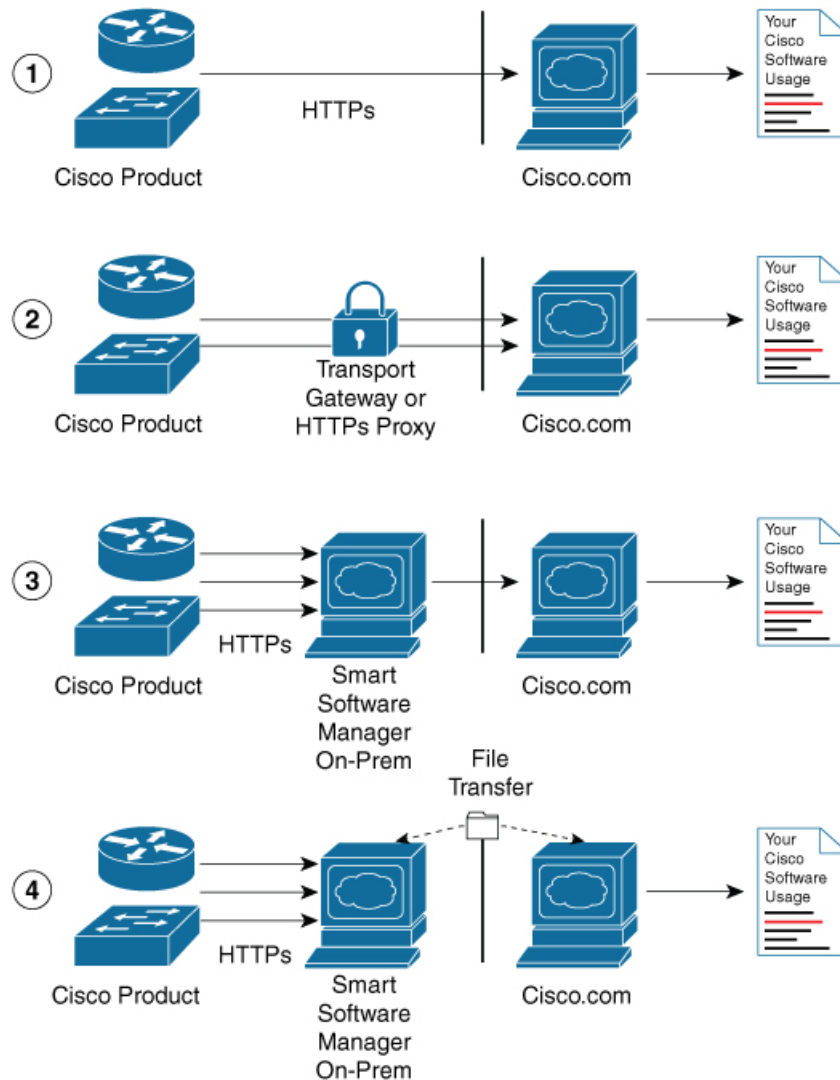 1
HTTPs
Cisco Product
Cisco.com
Your
Cisco
Software
Usage
2
Transport
Gateway or
HTTPs Proxy
Cisco Product
Cisco.com
Your
Cisco
Software
Usage
3
HTTPs
Cisco Product
Smart
Software
Manager
On-Prem
Cisco.com
Your
Cisco
Software
Usage
File
Transfer
4
HTTPs
Cisco Product
Smart
Software
Manager
On-Prem
Cisco.com
Your
Cisco
Software
Usage